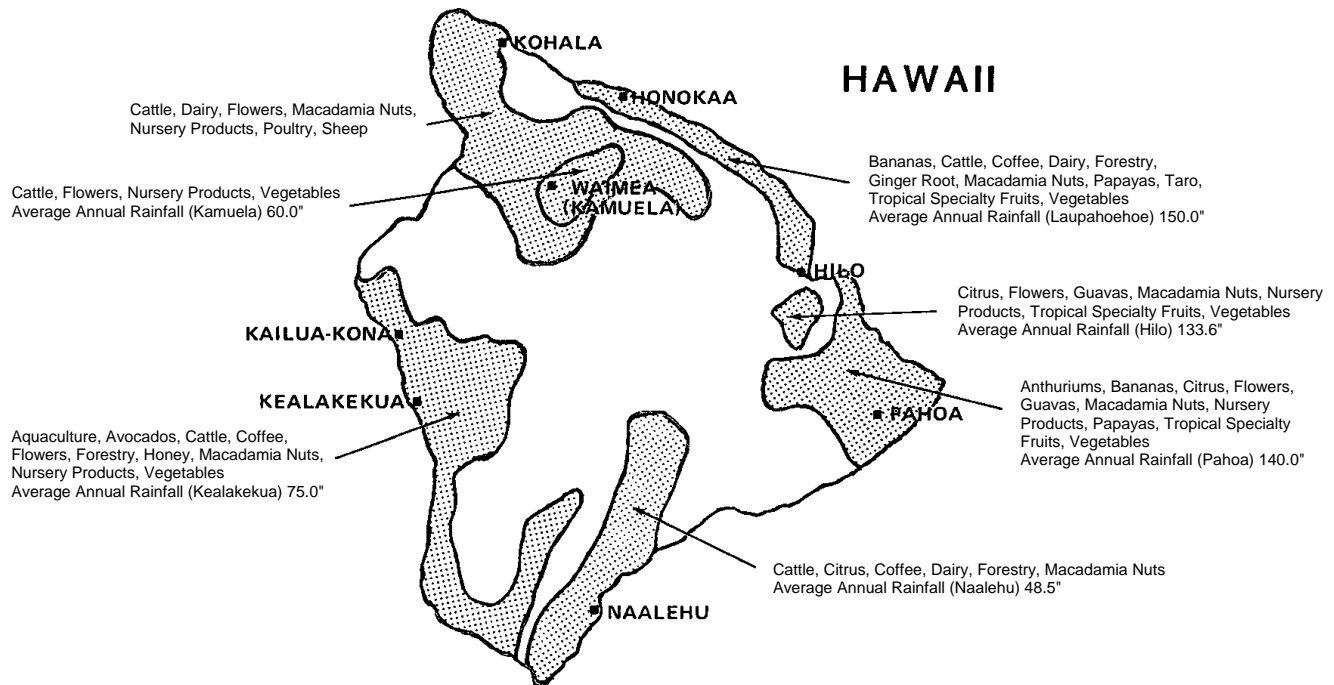 KOHALA
HAWAII
HONOKAA
Cattle, Dairy, Flowers, Macadamia Nuts,
Nursery Products, Poultry, Sheep
Bananas, Cattle, Coffee, Dairy, Forestry,
Ginger Root, Macadamia Nuts, Papayas, Taro,
Tropical Specialty Fruits, Vegetables
Average Annual Rainfall (Laupahoehoe) 150.0"
Cattle, Flowers, Nursery Products, Vegetables
Average Annual Rainfall (Kamuela) 60.0"
WAIMEA
(KAMUELA)
HILO
Citrus, Flowers, Guavas, Macadamia Nuts, Nursery
Products, Tropical Specialty Fruits, Vegetables
Average Annual Rainfall (Hilo) 133.6"
KAILUA-KONA
KEALAKEKUA
Anthuriums, Bananas, Citrus, Flowers,
Guavas, Macadamia Nuts, Nursery
Products, Papayas, Tropical Specialty
Fruits, Vegetables
Average Annual Rainfall (Pahoa) 140.0"
PAHOA
Aquaculture, Avocados, Cattle, Coffee,
Flowers, Forestry, Honey, Macadamia Nuts,
Nursery Products, Vegetables
Average Annual Rainfall (Kealakekua) 75.0"
Cattle, Citrus, Coffee, Dairy, Forestry, Macadamia Nuts
Average Annual Rainfall (Naalehu) 48.5"
NAALEHU